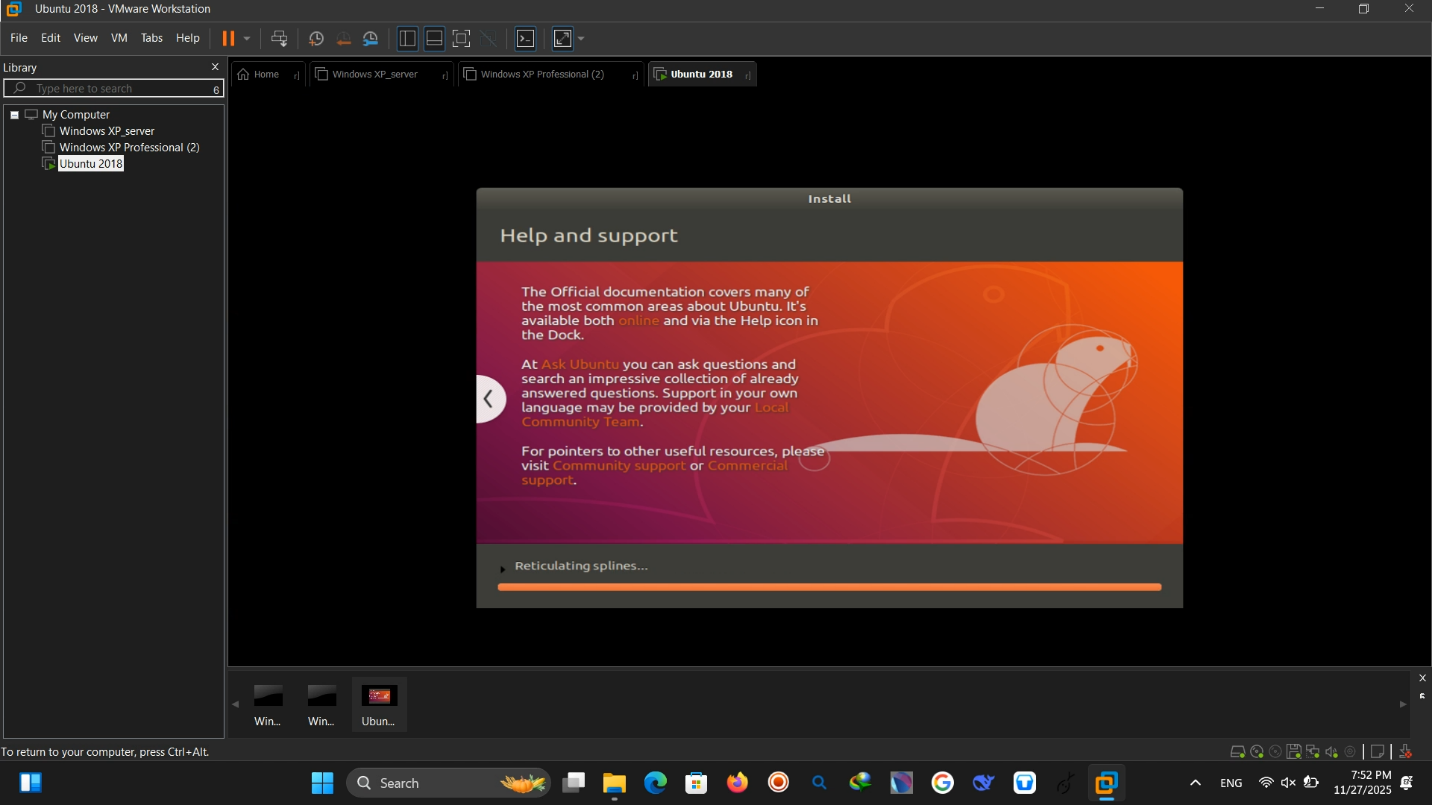 Ubuntu 2018 - VMware Workstation
File Edit View VM Tabs Help
Library
Type here to search
My Computer
Windows XP_server
Windows XP Professional (2)
Ubuntu 2018
Home
Windows XP_server
Windows XP Professional (2)
Ubuntu 2018
Install
Help and support
The Official documentation covers many of
the most common areas about Ubuntu. It's
available both online and via the Help icon in
the Dock.
At Ask Ubuntu you can ask questions and
search an impressive collection of already
answered questions. Support in your own
language may be provided by your Local
Community Team.
For pointers to other useful resources, please
visit Community support or Commercial
support.
Reticulating splines...
Win...
Win...
Ubun...
To return to your computer, press Ctrl+Alt.
Search
ENG
7:52 PM
11/27/2025